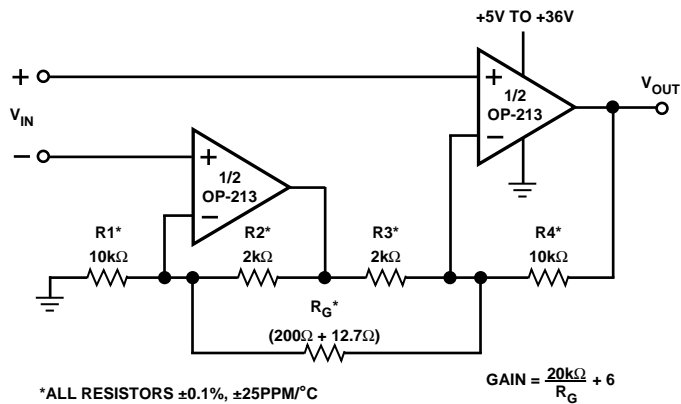 +5V TO +36V
+
V_IN
−
+
1/2
OP-213
−
V_OUT
+
1/2
OP-213
−
R1*
10kΩ
R2*
2kΩ
R3*
2kΩ
R4*
10kΩ
R_G*
(200Ω + 12.7Ω)
*ALL RESISTORS ±0.1%, ±25PPM/°C
GAIN = 20kΩ/R_G + 6